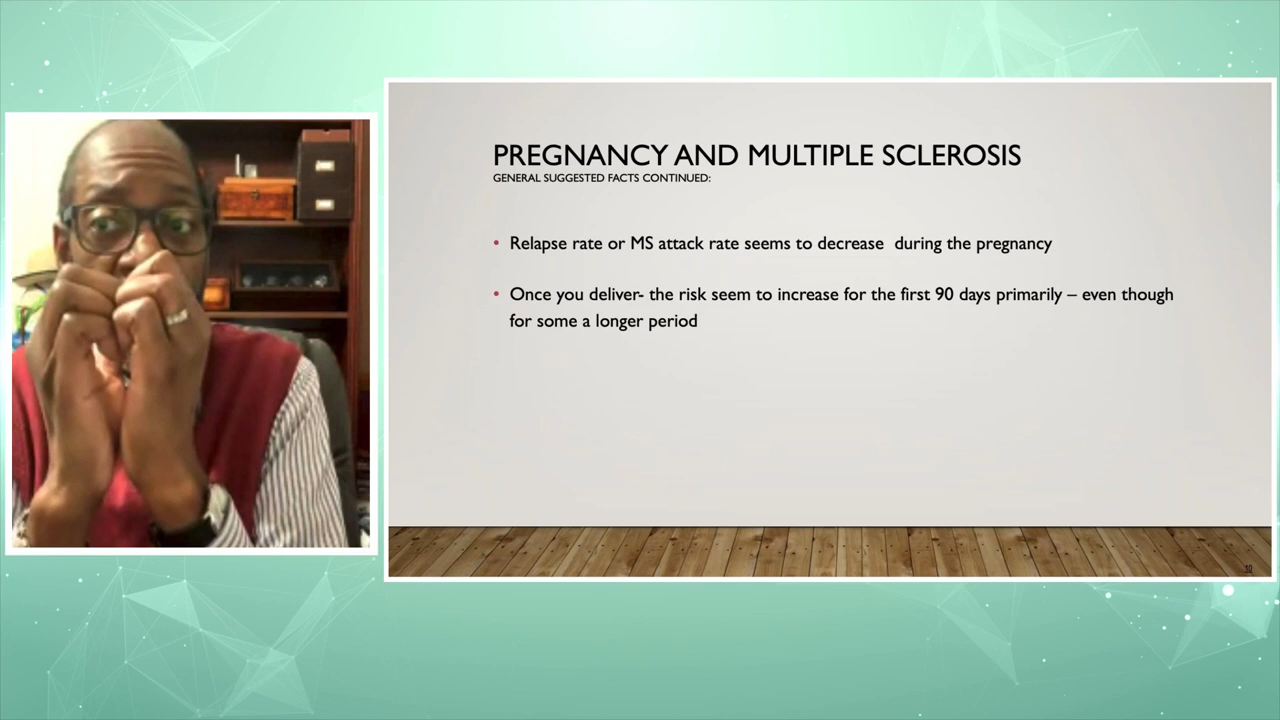 PREGNANCY AND MULTIPLE SCLEROSIS
GENERAL SUGGESTED FACTS CONTINUED:
• Relapse rate or MS attack rate seems to decrease during the pregnancy
• Once you deliver- the risk seem to increase for the first 90 days primarily – even though
for some a longer period
10